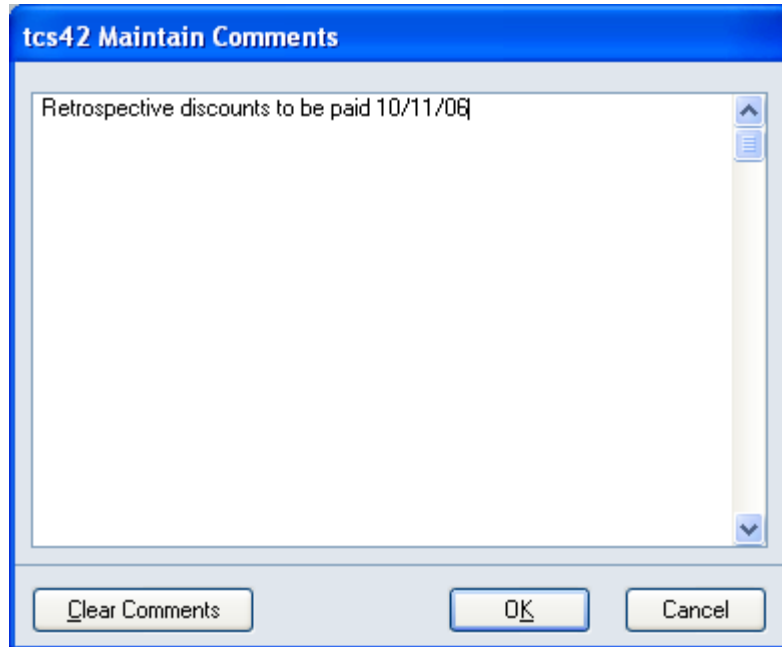 tcs42 Maintain Comments
Retrospective discounts to be paid 10/11/06
Clear Comments
OK
Cancel